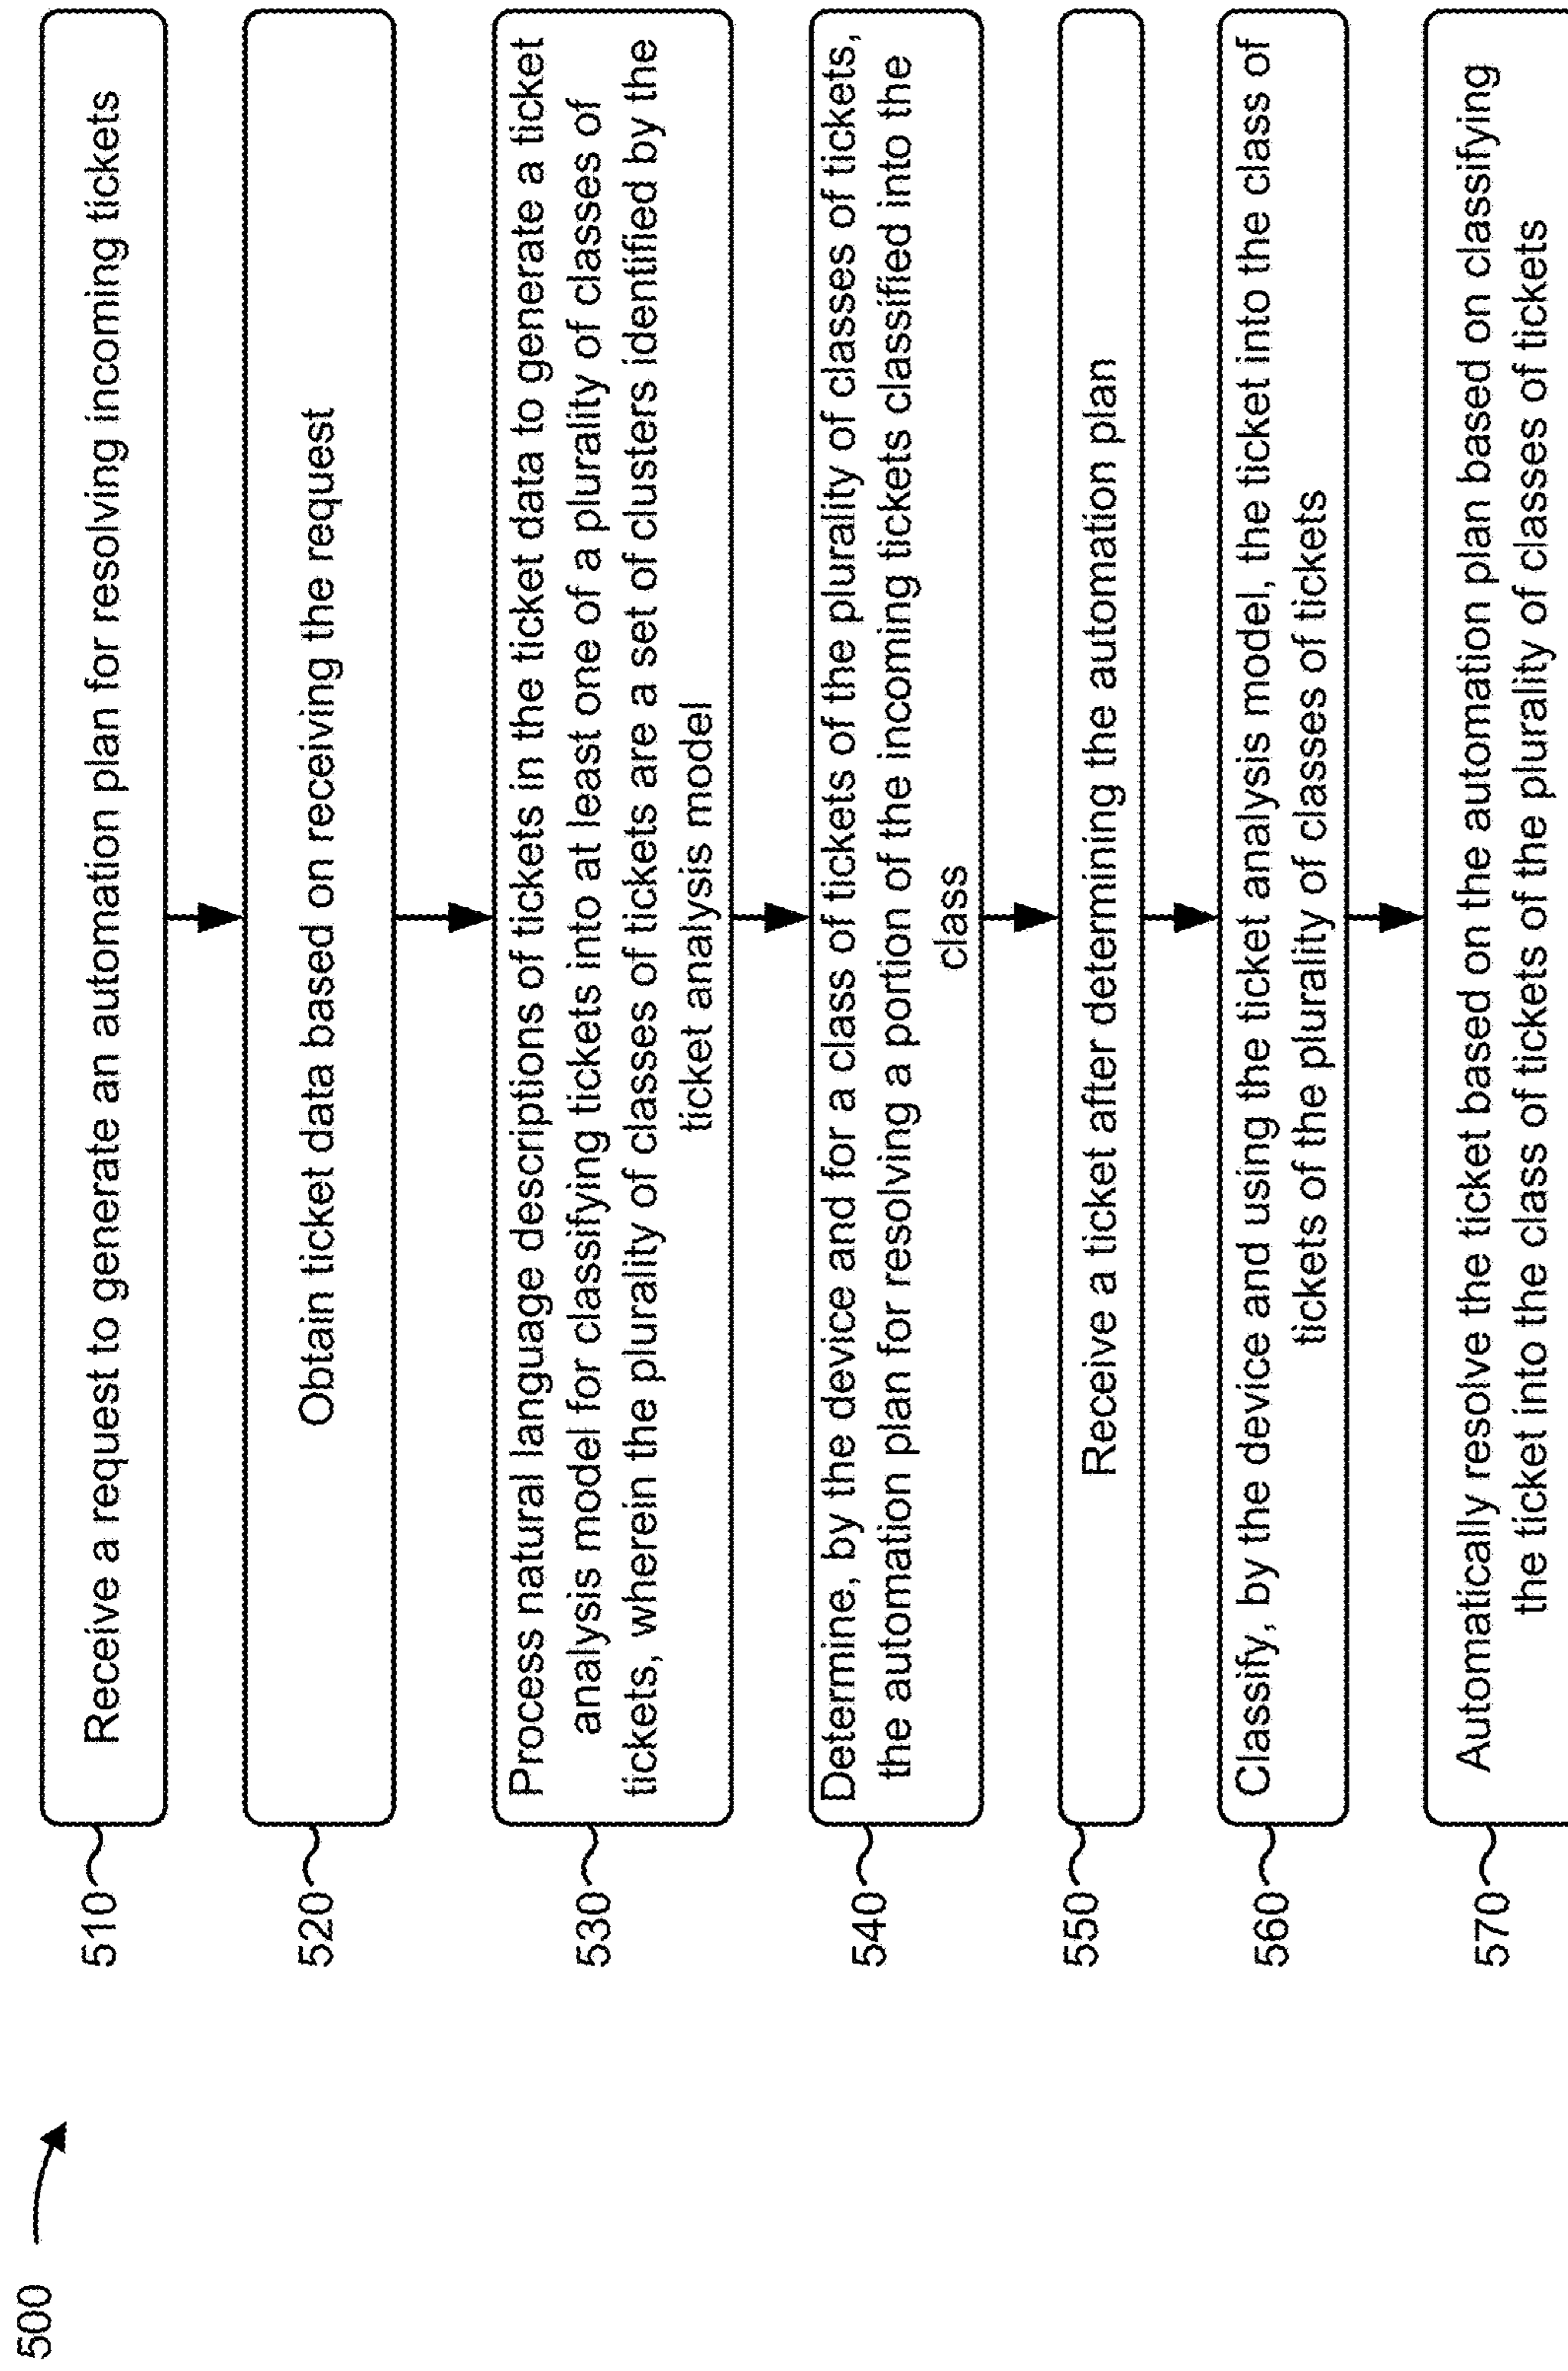 500
510
Receive a request to generate an automation plan for resolving incoming tickets
520
Obtain ticket data based on receiving the request
530
Process natural language descriptions of tickets in the ticket data to generate a ticket
analysis model for classifying tickets into at least one of a plurality of classes of
tickets, wherein the plurality of classes of tickets are a set of clusters identified by the
ticket analysis model
540
Determine, by the device and for a class of tickets of the plurality of classes of tickets,
the automation plan for resolving a portion of the incoming tickets classified into the
class
550
Receive a ticket after determining the automation plan
560
Classify, by the device and using the ticket analysis model, the ticket into the class of
tickets of the plurality of classes of tickets
570
Automatically resolve the ticket based on the automation plan based on classifying
the ticket into the class of tickets of the plurality of classes of tickets